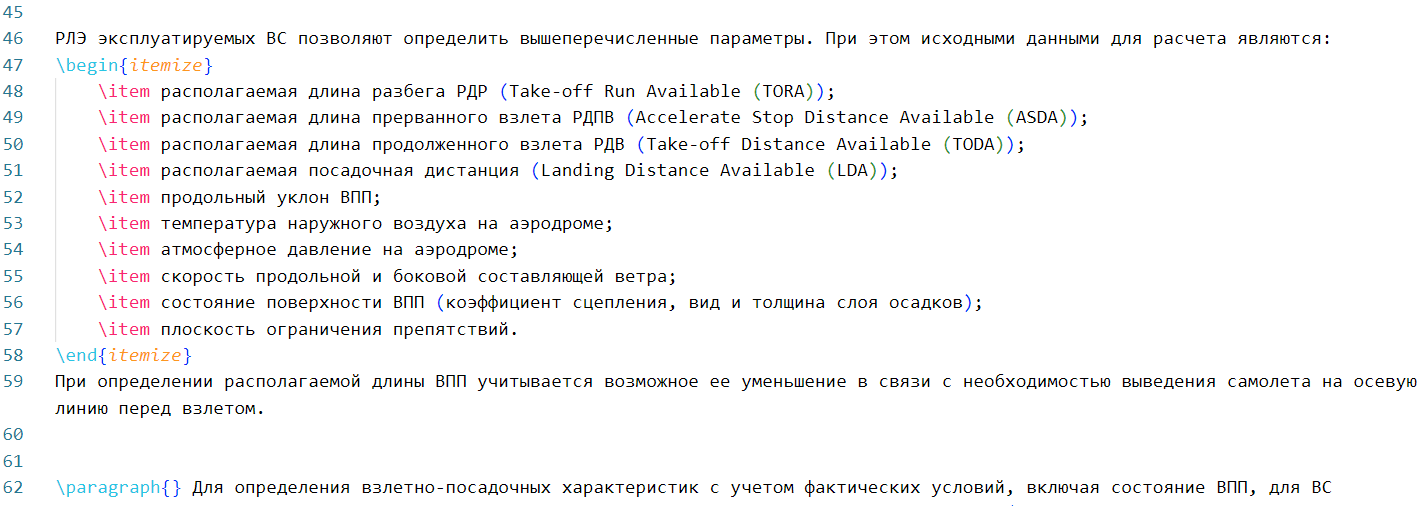 45
46 РЛЭ эксплуатируемых ВС позволяют определить вышеперечисленные параметры. При этом исходными данными для расчета являются:
47 \begin{itemize}
48 \item располагаемая длина разбега РДР (Take-off Run Available (TORA));
49 \item располагаемая длина прерванного взлета РДПВ (Accelerate Stop Distance Available (ASDA));
50 \item располагаемая длина продолженного взлета РДВ (Take-off Distance Available (TODA));
51 \item располагаемая посадочная дистанция (Landing Distance Available (LDA));
52 \item продольный уклон ВПП;
53 \item температура наружного воздуха на аэродроме;
54 \item атмосферное давление на аэродроме;
55 \item скорость продольной и боковой составляющей ветра;
56 \item состояние поверхности ВПП (коэффициент сцепления, вид и толщина слоя осадков);
57 \item плоскость ограничения препятствий.
58 \end{itemize}
59 При определении располагаемой длины ВПП учитывается возможное ее уменьшение в связи с необходимостью выведения самолета на осевую
линию перед взлетом.
60
61
62 \paragraph{} Для определения взлетно-посадочных характеристик с учетом фактических условий, включая состояние ВПП, для ВС